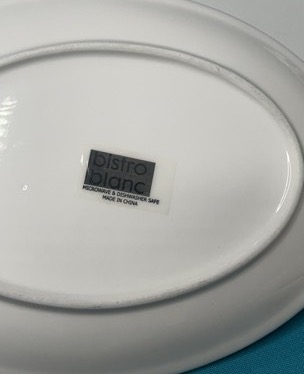 bistro
blanc
MICROWAVE & DISHWASHER SAFE
MADE IN CHINA